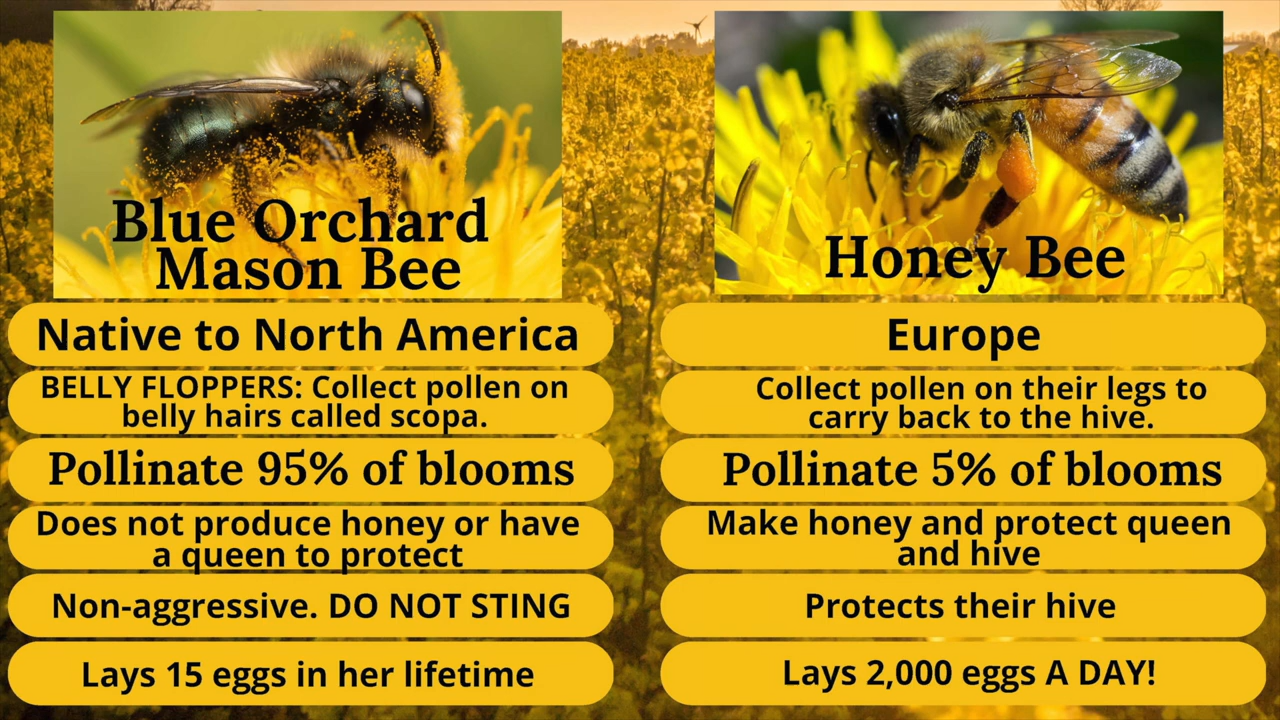 Blue Orchard
Mason Bee
Native to North America
BELLY FLOPPERS: Collect pollen on
belly hairs called scopa.
Pollinate 95% of blooms
Does not produce honey or have
a queen to protect
Non-aggressive. DO NOT STING
Lays 15 eggs in her lifetime
Honey Bee
Europe
Collect pollen on their legs to
carry back to the hive.
Pollinate 5% of blooms
Make honey and protect queen
and hive
Protects their hive
Lays 2,000 eggs A DAY!